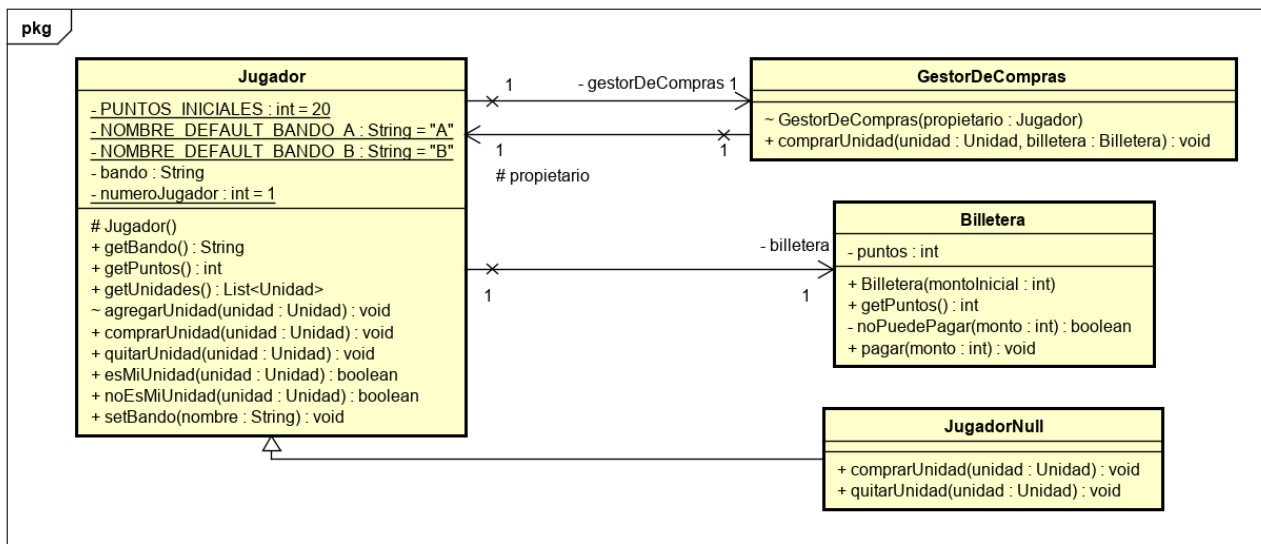 pkg
Jugador
- PUNTOS_INICIALES : int = 20
- NOMBRE_DEFAULT_BANDO_A : String = "A"
- NOMBRE_DEFAULT_BANDO_B : String = "B"
- bando : String
- numeroJugador : int = 1
# Jugador()
+ getBando() : String
+ getPuntos() : int
+ getUnidades() : List<Unidad>
~ agregarUnidad(unidad : Unidad) : void
+ comprarUnidad(unidad : Unidad) : void
+ quitarUnidad(unidad : Unidad) : void
+ esMiUnidad(unidad : Unidad) : boolean
+ noEsMiUnidad(unidad : Unidad) : boolean
+ setBando(nombre : String) : void
1
- gestorDeCompras 1
1
1
# propietario
GestorDeCompras
~ GestorDeCompras(propietario : Jugador)
+ comprarUnidad(unidad : Unidad, billetera : Billetera) : void
- billetera
1
1
Billetera
- puntos : int
+ Billetera(montoInicial : int)
+ getPuntos() : int
- noPuedePagar(monto : int) : boolean
+ pagar(monto : int) : void
JugadorNull
+ comprarUnidad(unidad : Unidad) : void
+ quitarUnidad(unidad : Unidad) : void